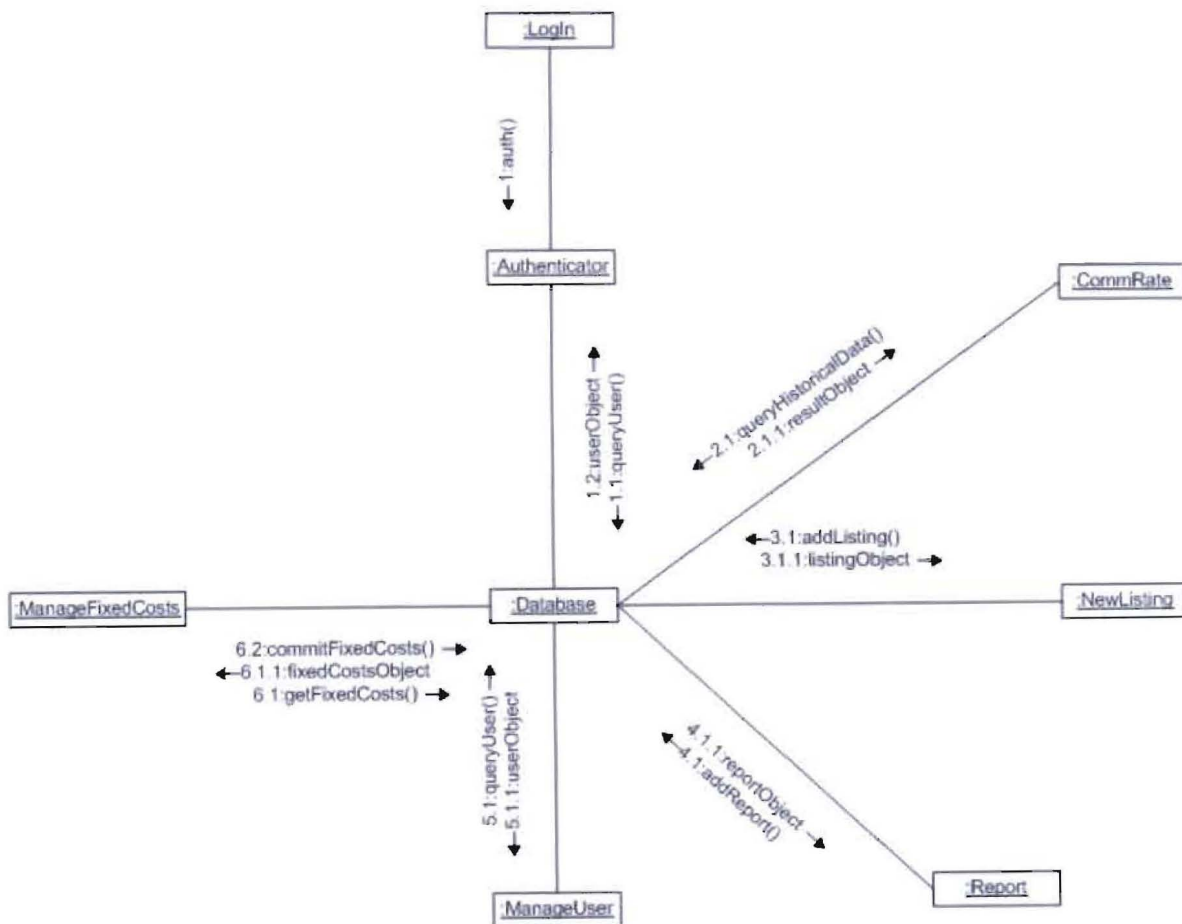 :LogIn
1:auth()
:Authenticator
:CommRate
1.2:userObject
1.1:queryUser()
2.1:queryHistoricalData()
2.1.1:resultObject
3.1:addListing()
3.1.1:listingObject
:ManageFixedCosts
:Database
:NewListing
6.2:commitFixedCosts()
6.1.1:fixedCostsObject
6.1:getFixedCosts()
5.1:queryUser()
5.1.1:userObject
4.1.1:reportObject
4.1:addReport()
:ManageUser
:Report